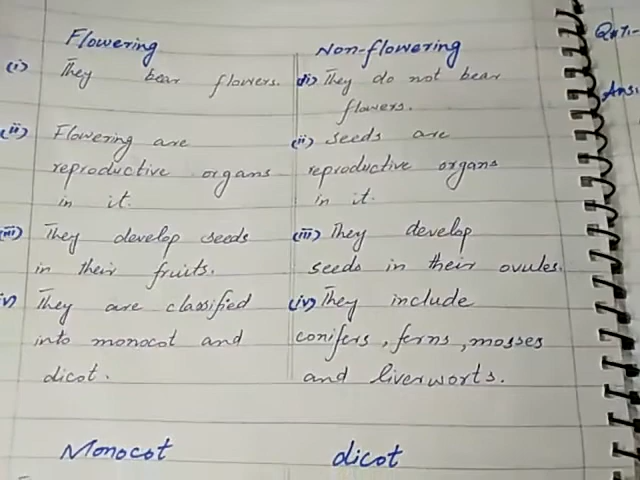 Flowering
(i) They bear flowers.
(ii) Flowering are
reproductive organs
in it.
(iii) They develop seeds
in their fruits.
iv) They are classified
into monocot and
dicot.
Non-flowering
(i) They do not bear
flowers.
(ii) Seeds are
reproductive organs
in it.
(iii) They develop
seeds in their ovules.
(iv) They include
conifers, ferns, mosses
and liverworts.
Monocot
dicot
Ans: